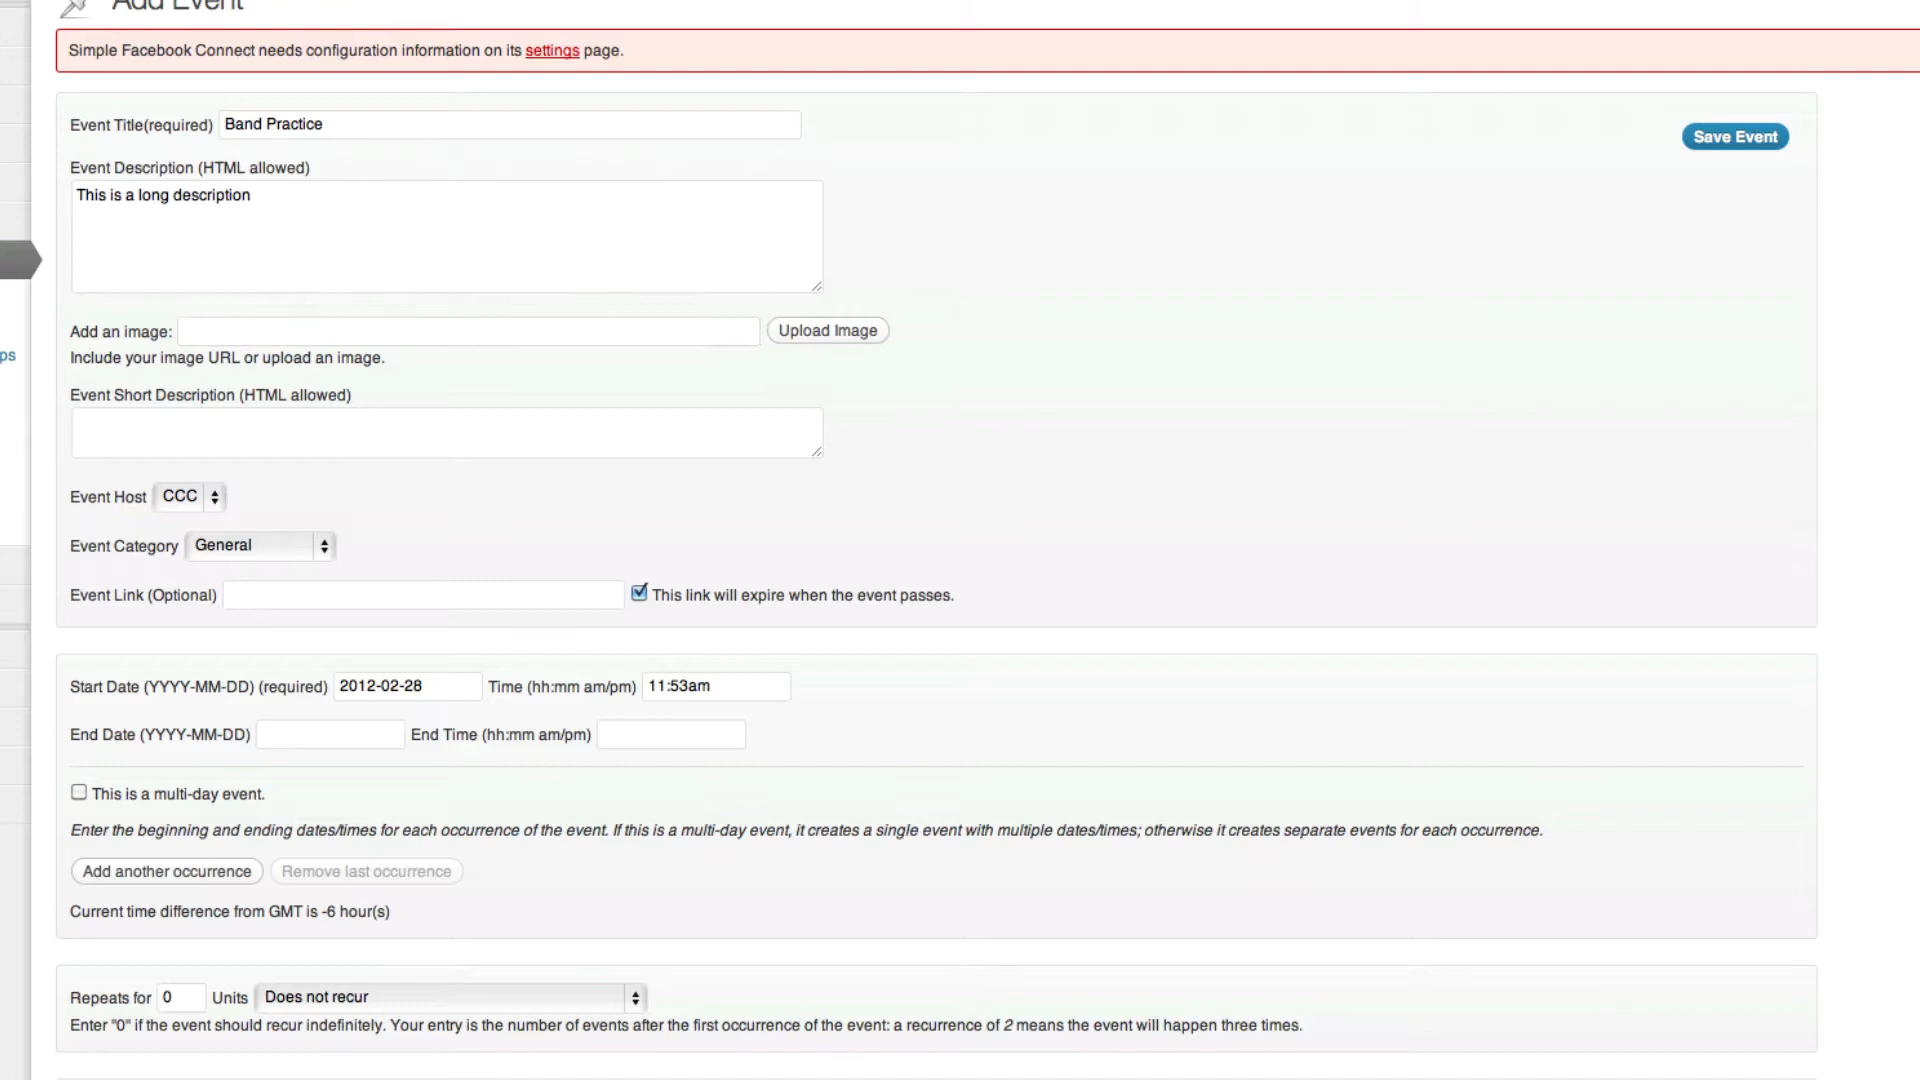 Add Event
Simple Facebook Connect needs configuration information on its settings page.
Event Title(required) Band Practice
Save Event
Event Description (HTML allowed)
This is a long description
Add an image: Upload Image
Include your image URL or upload an image.
ps
Event Short Description (HTML allowed)
Event Host CCC
Event Category General
Event Link (Optional) This link will expire when the event passes.
Start Date (YYYY-MM-DD) (required) 2012-02-28 Time (hh:mm am/pm) 11:53am
End Date (YYYY-MM-DD) End Time (hh:mm am/pm)
This is a multi-day event.
Enter the beginning and ending dates/times for each occurrence of the event. If this is a multi-day event, it creates a single event with multiple dates/times; otherwise it creates separate events for each occurrence.
Add another occurrence Remove last occurrence
Current time difference from GMT is -6 hour(s)
Repeats for 0 Units Does not recur
Enter "0" if the event should recur indefinitely. Your entry is the number of events after the first occurrence of the event: a recurrence of 2 means the event will happen three times.